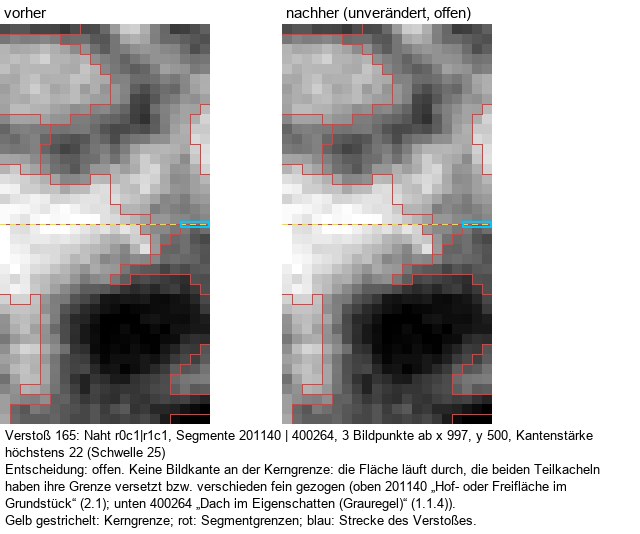 vorher
nachher (unverändert, offen)
Verstoß 165: Naht r0c1|r1c1, Segmente 201140 | 400264, 3 Bildpunkte ab x 997, y 500, Kantenstärke
höchstens 22 (Schwelle 25)
Entscheidung: offen. Keine Bildkante an der Kerngrenze: die Fläche läuft durch, die beiden Teilkacheln
haben ihre Grenze versetzt bzw. verschieden fein gezogen (oben 201140 „Hof- oder Freifläche im
Grundstück“ (2.1); unten 400264 „Dach im Eigenschatten (Grauregel)“ (1.1.4)).
Gelb gestrichelt: Kerngrenze; rot: Segmentgrenzen; blau: Strecke des Verstoßes.